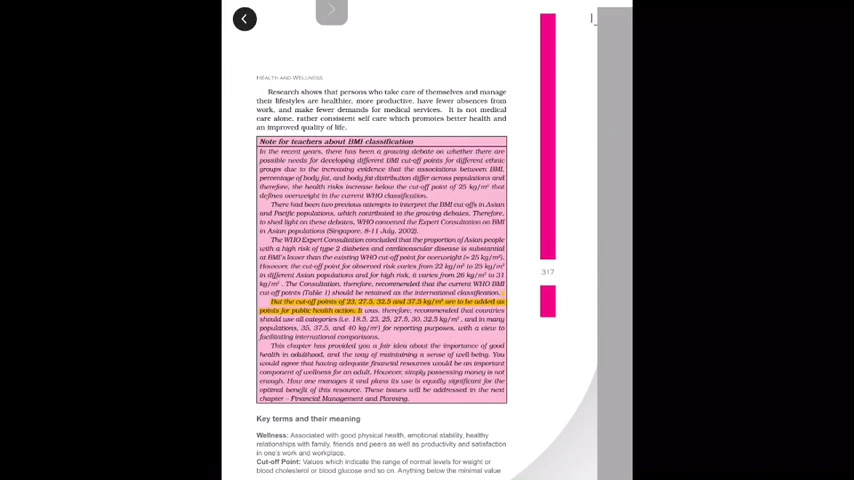 HEALTH AND WELLNESS
Research shows that persons who take care of themselves and manage
their lifestyles are healthier, more productive, have fewer absences from
work, and make fewer demands for medical services. It is not medical
care alone, rather consistent self care which promotes better health and
an improved quality of life.
Note for teachers about BMI classification
In the recent years, there has been a growing debate on whether there are
possible needs for developing different BMI cut-off points for different ethnic
groups due to the increasing evidence that the associations between BMI,
percentage of body fat, and body fat distribution differ across populations and
therefore, the health risks increase below the cut-off point of 25 kg/m² that
defines overweight in the current WHO classification.
There had been two previous attempts to interpret the BMI cut-offs in Asian
and Pacific populations, which contributed to the growing debates. Therefore,
to shed light on these debates, WHO convened the Expert Consultation on BMI
in Asian populations (Singapore, 8-11 July, 2002).
The WHO Expert Consultation concluded that the proportion of Asian people
with a high risk of type 2 diabetes and cardiovascular disease is substantial
at BMI's lower than the existing WHO cut-off point for overweight (= 25 kg/m²).
However, the cut-off point for observed risk varies from 22 kg/m² to 25 kg/m²
in different Asian populations and for high risk, it varies from 26 kg/m² to 31
kg/m². The Consultation, therefore, recommended that the current WHO BMI
cut-off points (Table 1) should be retained as the international classification.
But the cut-off points of 23, 27.5, 32.5 and 37.5 kg/m² are to be added as
points for public health action. It was, therefore, recommended that countries
should use all categories (i.e. 18.5, 23, 25, 27.5, 30, 32.5 kg/m², and in many
populations, 35, 37.5, and 40 kg/m²) for reporting purposes, with a view to
facilitating international comparisons.
This chapter has provided you a fair idea about the importance of good
health in adulthood, and the way of maintaining a sense of well-being. You
would agree that having adequate financial resources would be an important
component of wellness for an adult. However, simply possessing money is not
enough. How one manages it and plans its use is equally significant for the
optimal benefit of this resource. These issues will be addressed in the next
chapter – Financial Management and Planning.
317
Key terms and their meaning
Wellness: Associated with good physical health, emotional stability, healthy
relationships with family, friends and peers as well as productivity and satisfaction
in one's work and workplace.
Cut-off Point: Values which indicate the range of normal levels for weight or
blood cholesterol or blood glucose and so on. Anything below the minimal value